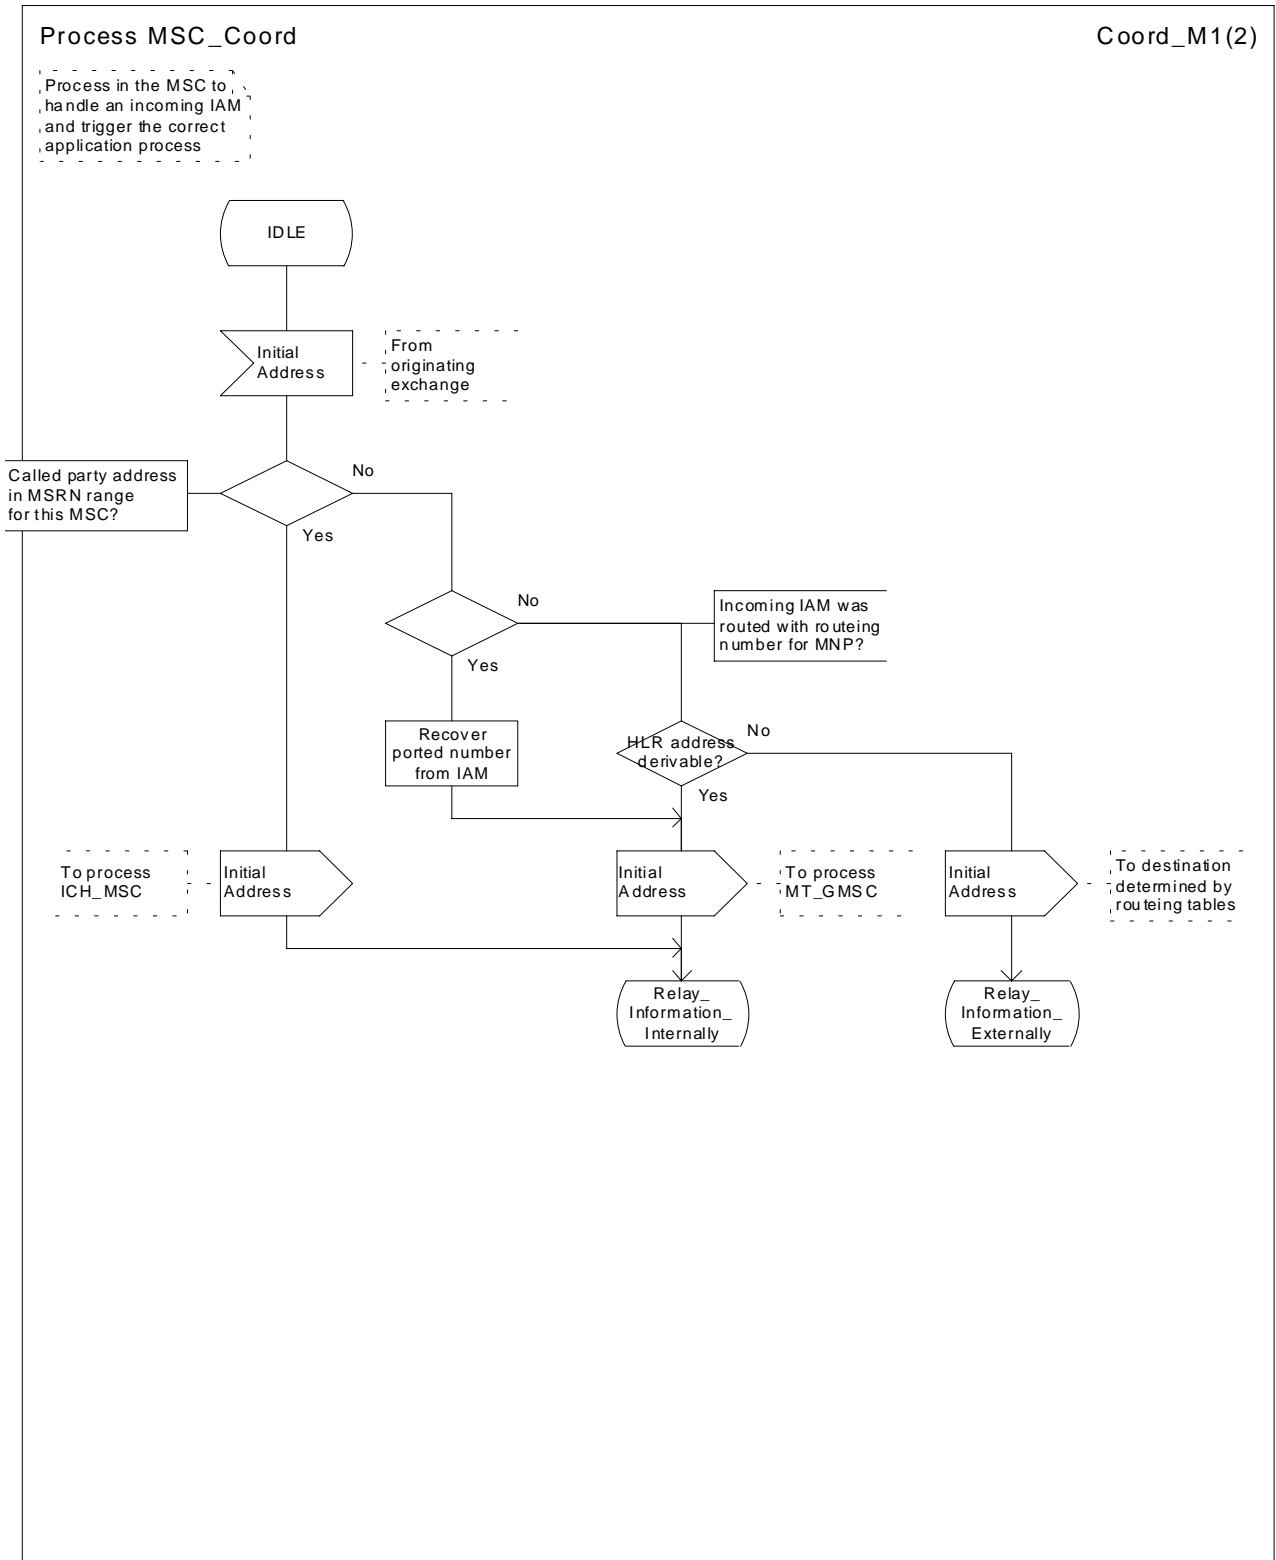 Process MSC_Coord
Coord_M1(2)
Process in the MSC to
handle an incoming IAM
and trigger the correct
application process
IDLE
Initial
Address
From
originating
exchange
Called party address
in MSRN range
for this MSC?
No
Yes
No
Incoming IAM was
routed with routeing
number for MNP?
Yes
Recover
ported number
from IAM
HLR address
derivable?
No
Yes
To process
ICH_MSC
Initial
Address
Initial
Address
To process
MT_GMSC
Initial
Address
To destination
determined by
routeing tables
Relay_
Information_
Internally
Relay_
Information_
Externally